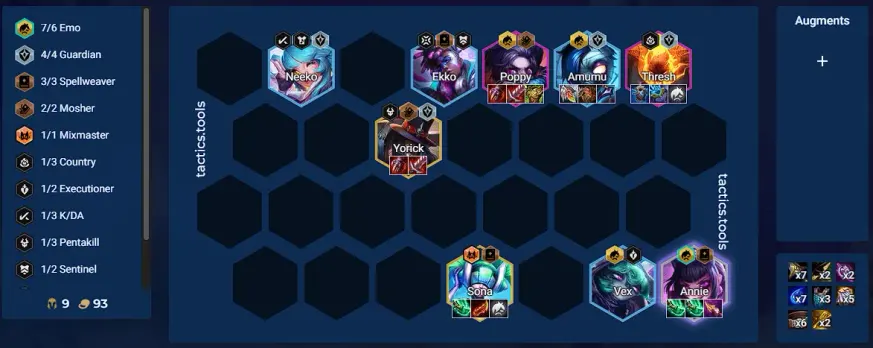 7/6 Emo
4/4 Guardian
3/3 Spellweaver
2/2 Mosher
1/1 Mixmaster
1/3 Country
1/2 Executioner
1/3 K/DA
1/3 Pentakill
1/2 Sentinel
9 93
Neeko
Ekko
Poppy
Amumu
Thresh
Yorick
Sona
Vex
Annie
tactics.tools
tactics.tools
Augments
+
x7 x2 x2
x7 x3 x5
x6 x2